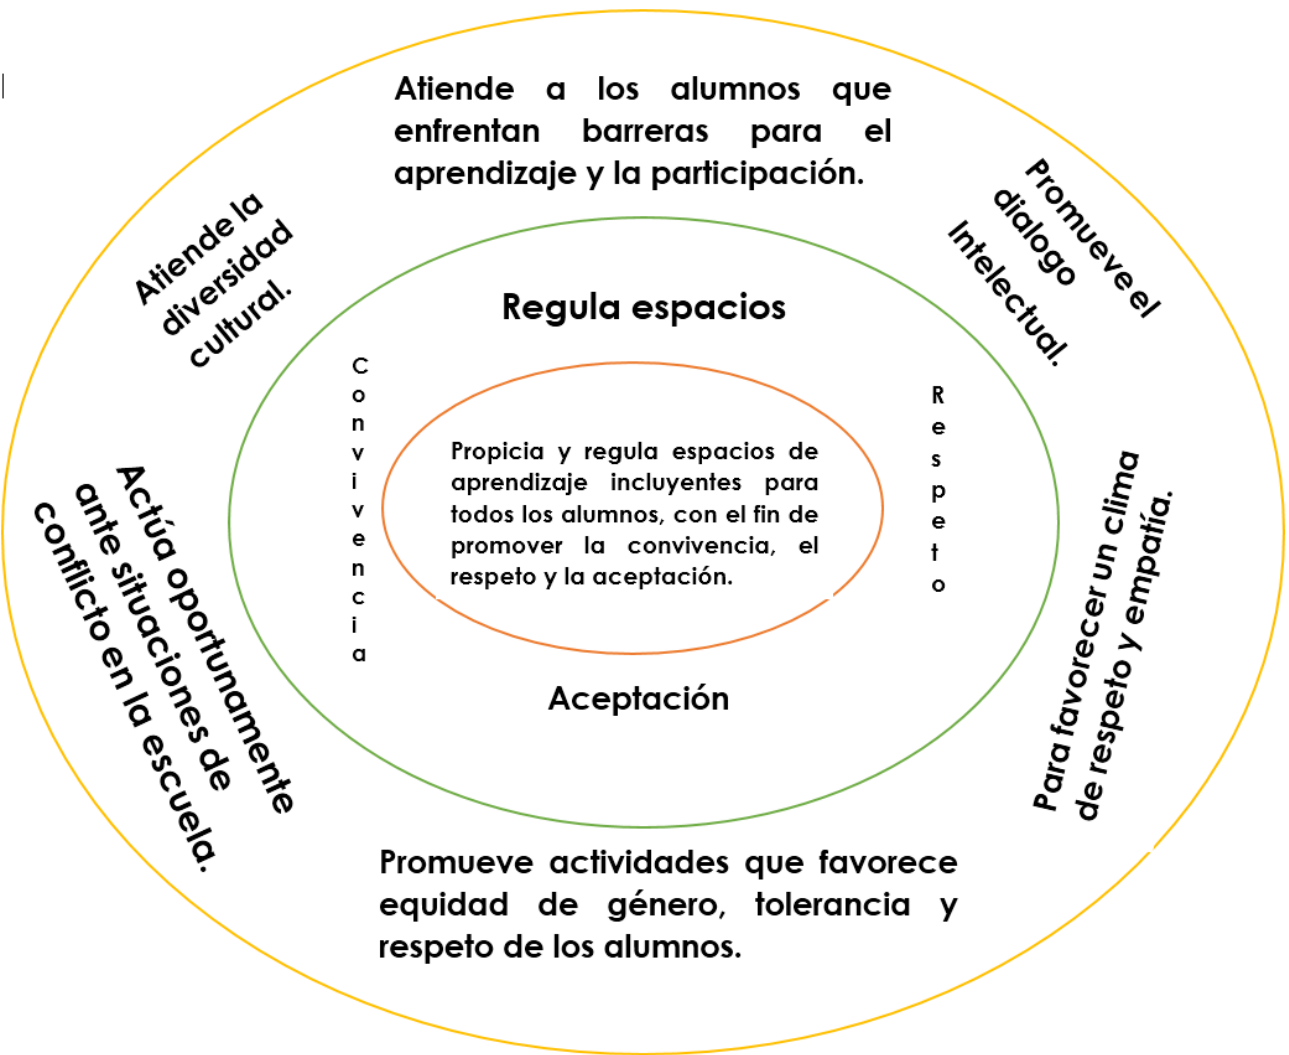 Atiende a los alumnos que
enfrentan barreras para el
aprendizaje y la participación.
Atiende la
diversidad
cultural.
Promueve el
dialogo
Intelectual.
Regula espacios
Convivencia
Respeto
Propicia y regula espacios de
aprendizaje incluyentes para
todos los alumnos, con el fin de
promover la convivencia, el
respeto y la aceptación.
Aceptación
Actúa oportunamente
ante situaciones de
conflicto en la escuela.
Para favorecer un clima
de respeto y empatía.
Promueve actividades que favorece
equidad de género, tolerancia y
respeto de los alumnos.